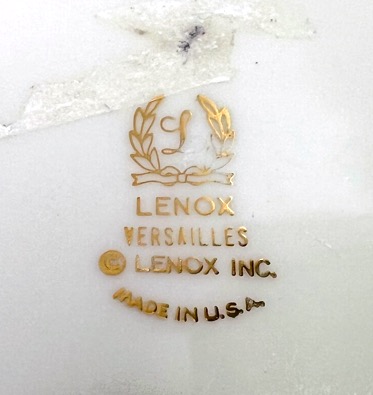 L
LENOX
VERSAILLES
© LENOX INC.
MADE IN U.S.A.